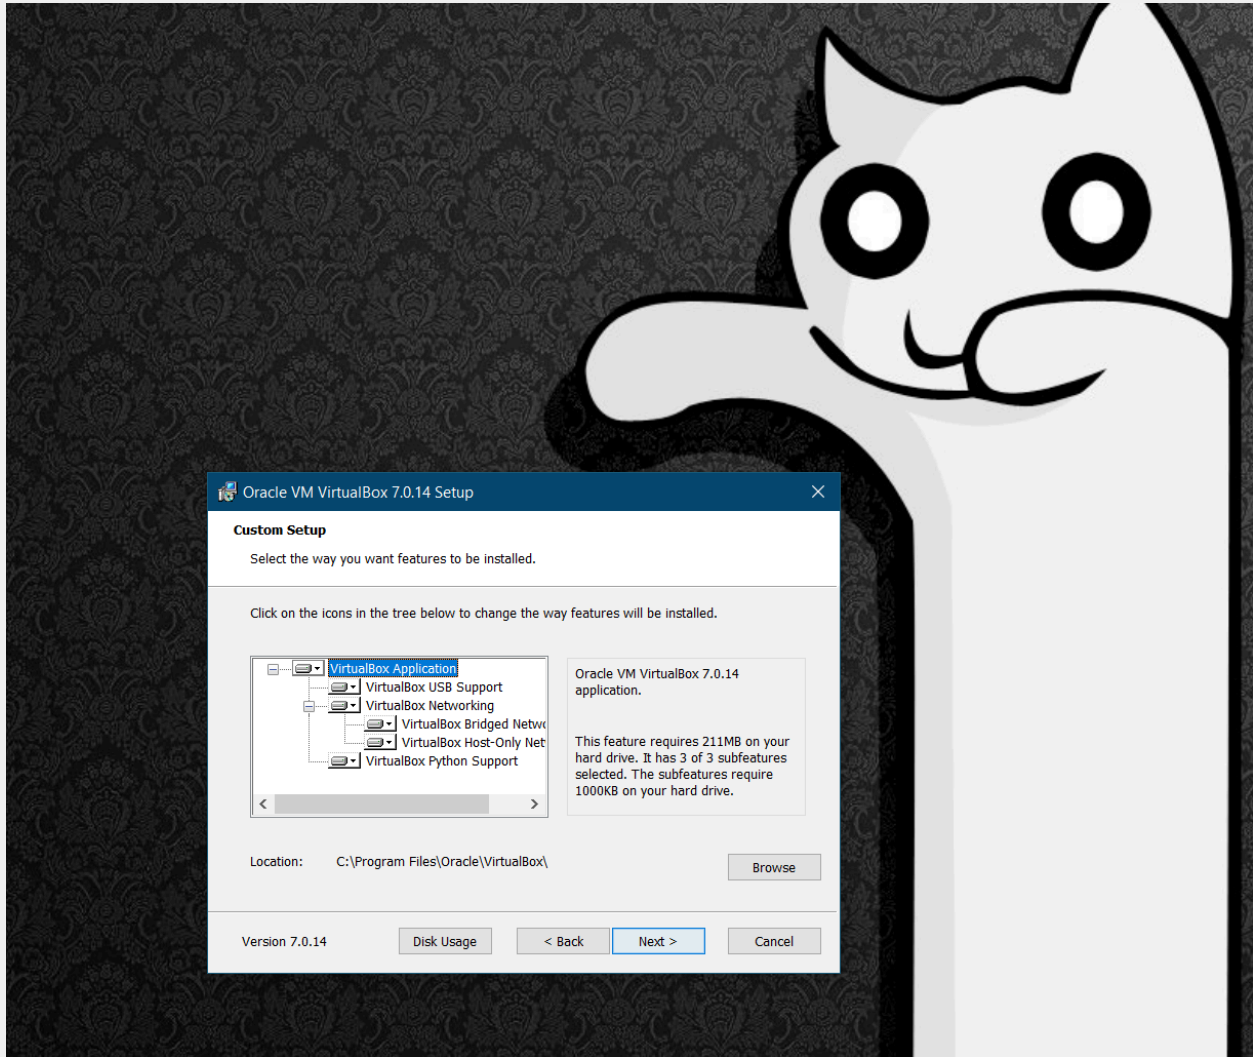 Oracle VM VirtualBox 7.0.14 Setup
Custom Setup
Select the way you want features to be installed.
Click on the icons in the tree below to change the way features will be installed.
VirtualBox Application
VirtualBox USB Support
VirtualBox Networking
VirtualBox Bridged Netwo
VirtualBox Host-Only Net
VirtualBox Python Support
Oracle VM VirtualBox 7.0.14
application.
This feature requires 211MB on your
hard drive. It has 3 of 3 subfeatures
selected. The subfeatures require
1000KB on your hard drive.
Location: C:\Program Files\Oracle\VirtualBox\
Browse
Version 7.0.14
Disk Usage
< Back
Next >
Cancel